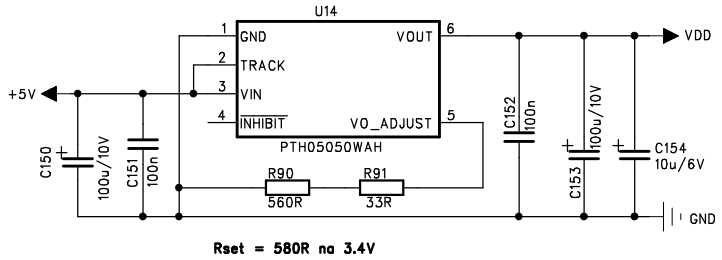 U14
1
GND
VOUT
6
VDD
2
TRACK
+5V
3
VIN
4
INHIBIT
VO_ADJUST
5
PTH05050WAH
C150
100u/10V
C151
100n
C152
100n
C153
100u/10V
C154
10u/6V
R90
560R
R91
33R
GND
Rset = 580R na 3.4V